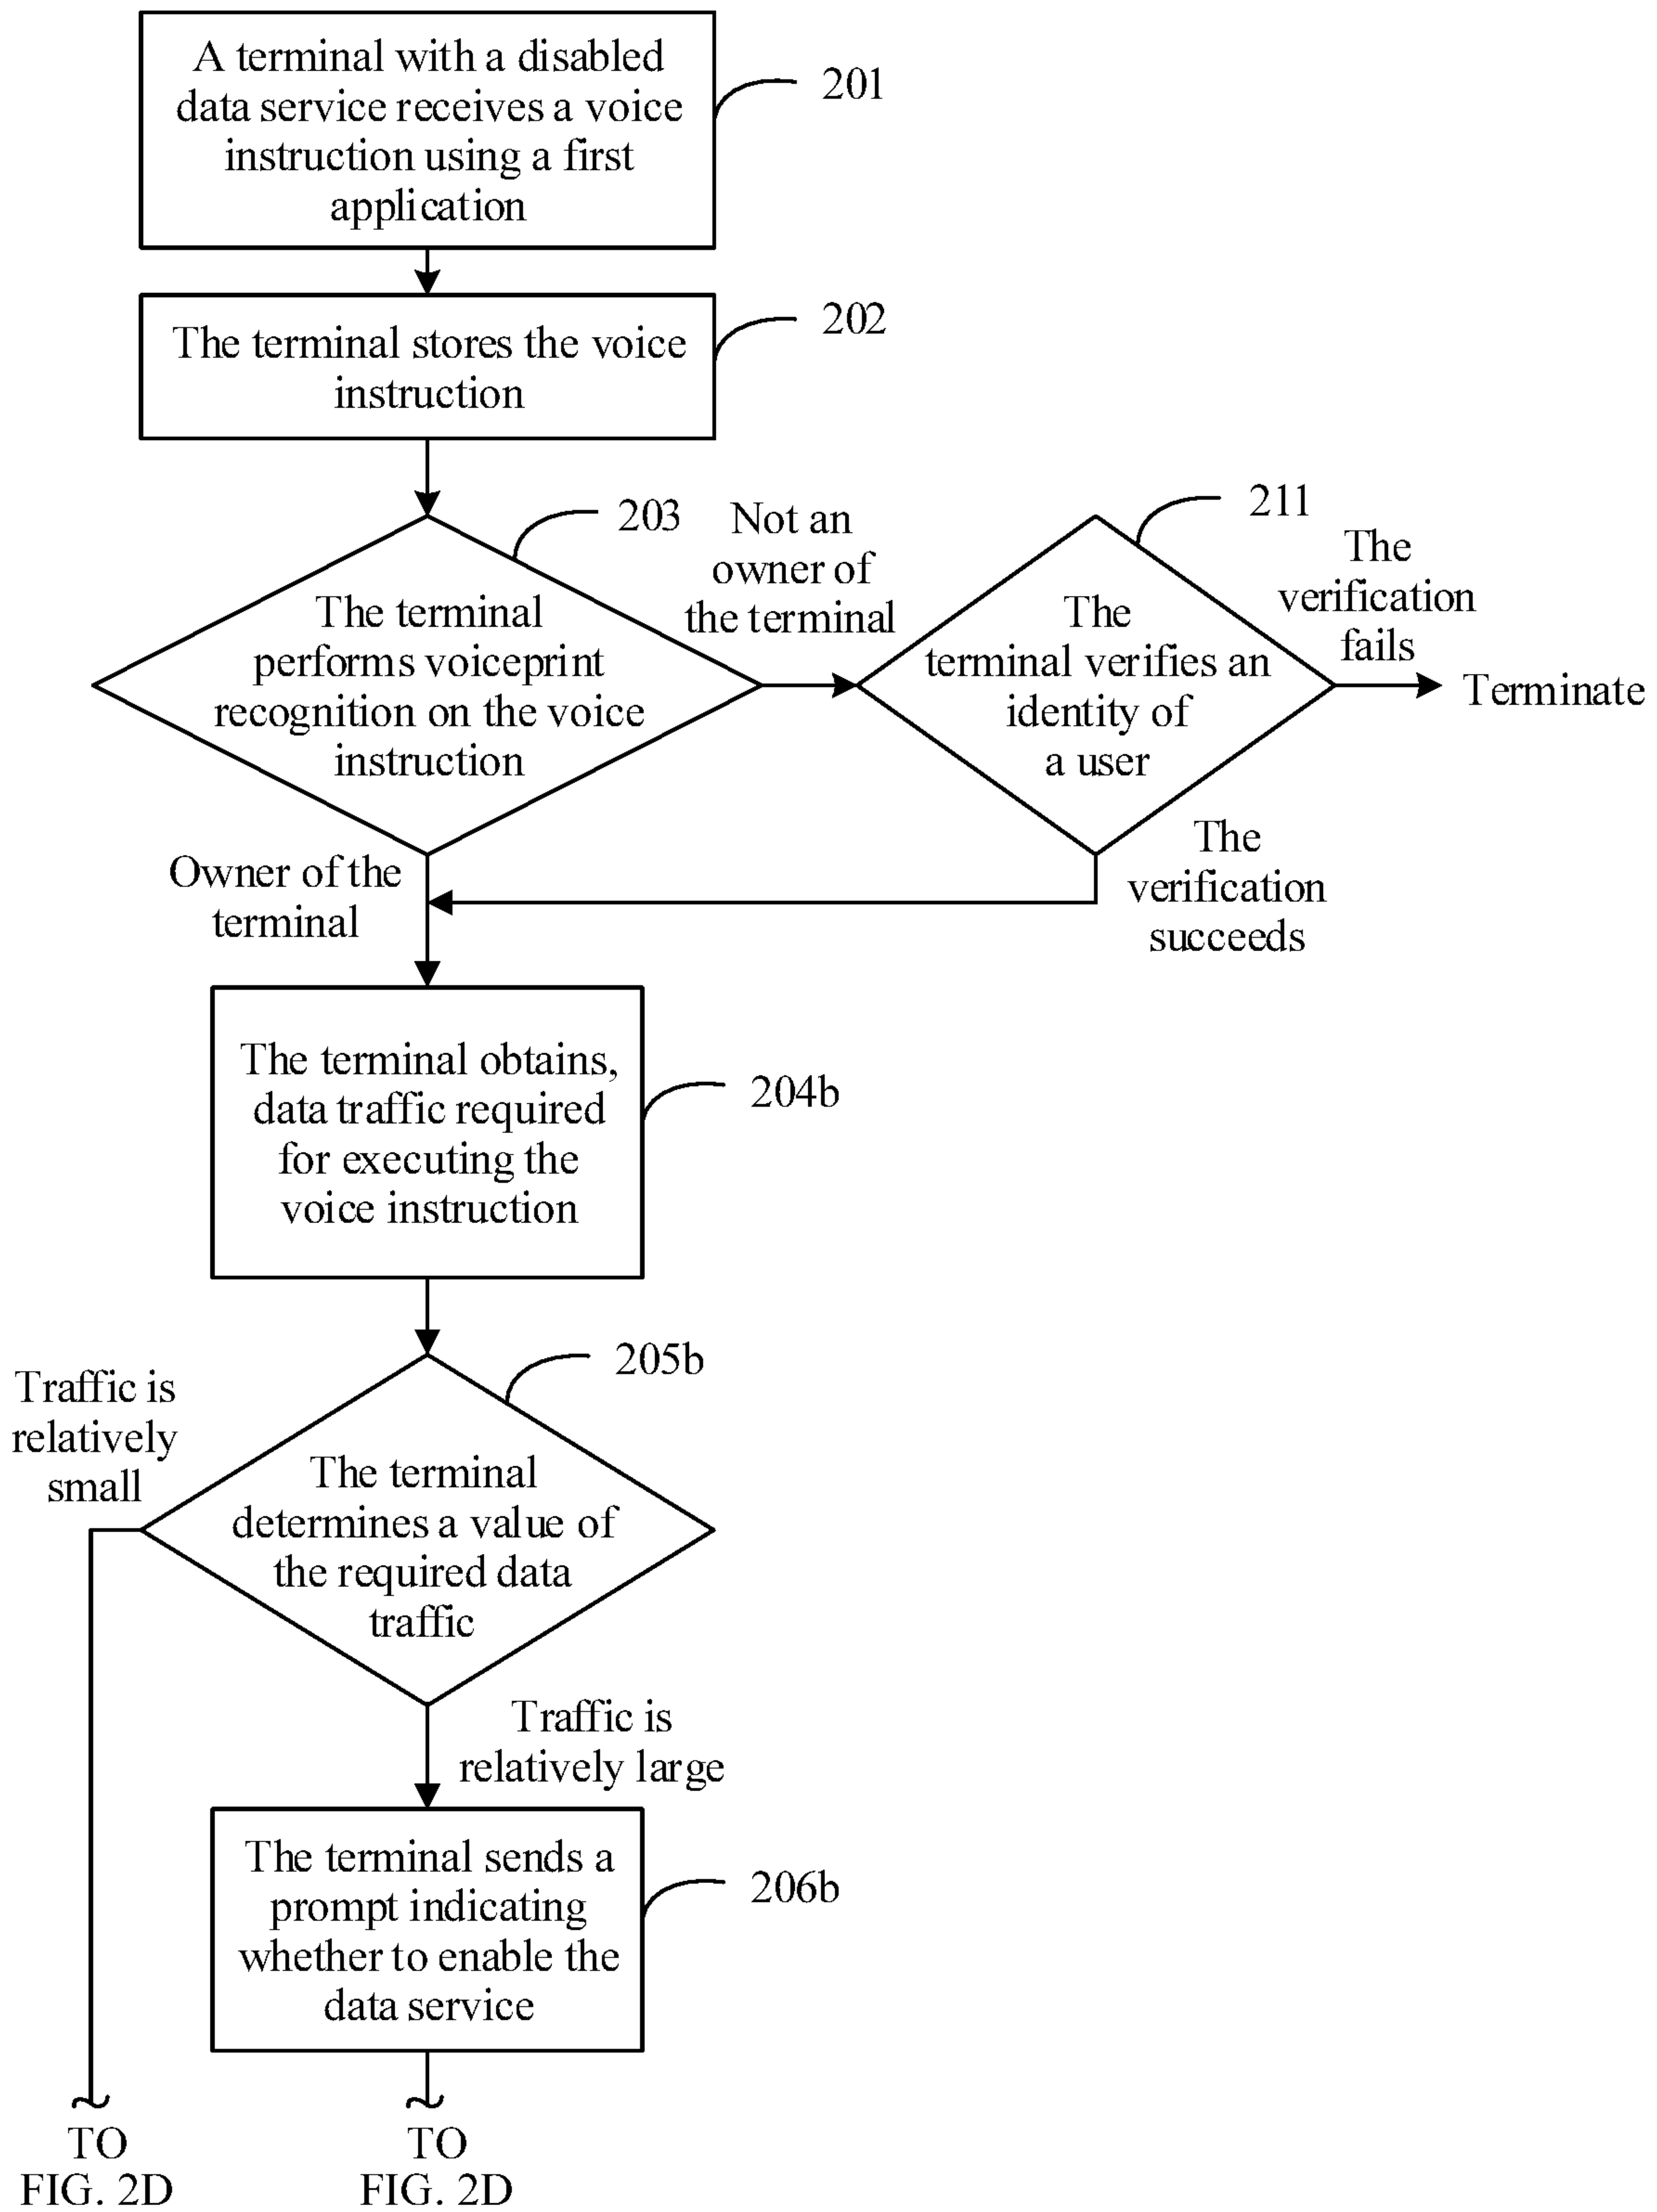 A terminal with a disabled
data service receives a voice
instruction using a first
application
201
The terminal stores the voice
instruction
202
203
The terminal
performs voiceprint
recognition on the voice
instruction
Not an
owner of
the terminal
211
The
terminal verifies an
identity of
a user
The
verification
fails
Terminate
Owner of the
terminal
The
verification
succeeds
The terminal obtains,
data traffic required
for executing the
voice instruction
204b
205b
Traffic is
relatively
small
The terminal
determines a value of
the required data
traffic
Traffic is
relatively large
The terminal sends a
prompt indicating
whether to enable the
data service
206b
TO
FIG. 2D
TO
FIG. 2D